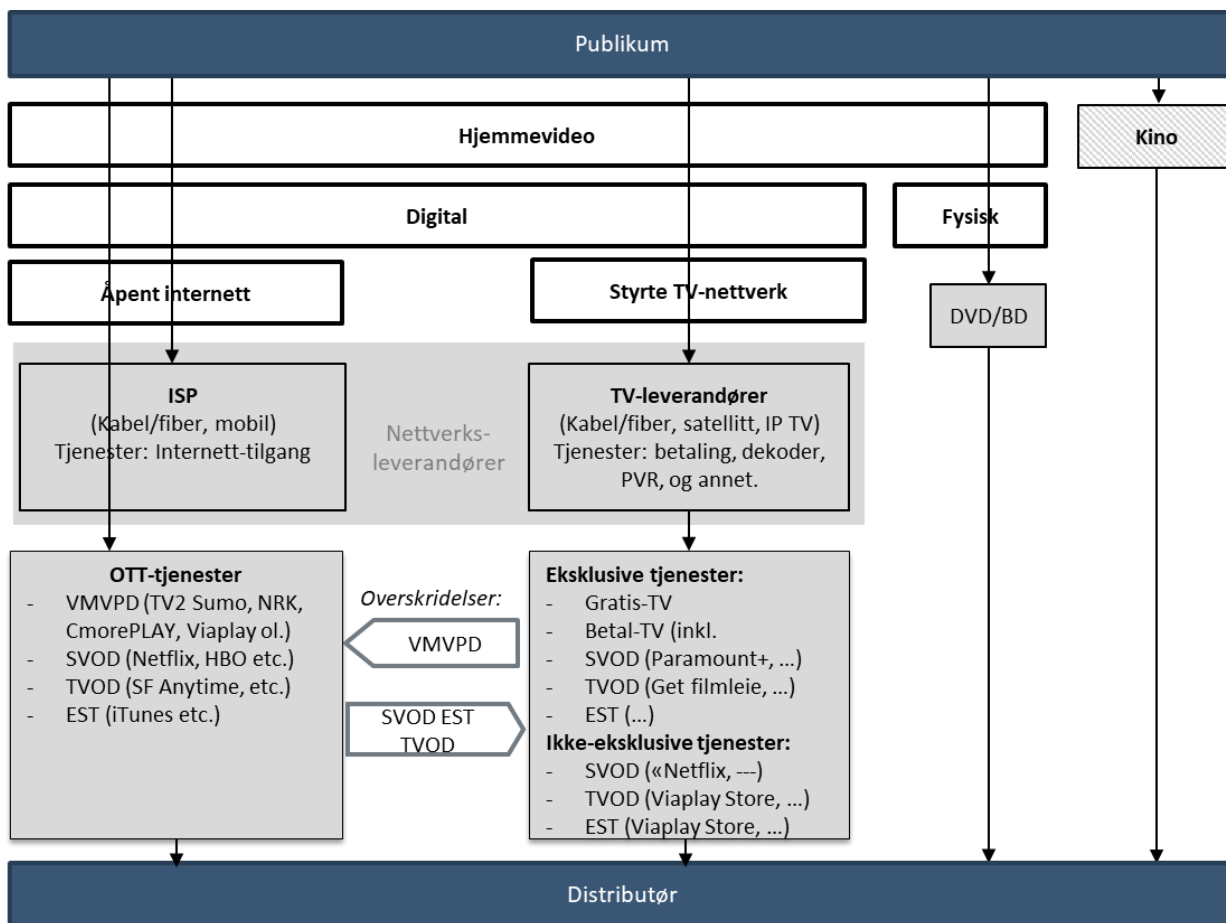 Publikum
Hjemmevideo
Kino
Digital
Fysisk
Åpent internett
Styrte TV-nettverk
DVD/BD
ISP
(Kabel/fiber, mobil)
Tjenester: Internett-tilgang
Nettverks-
leverandører
TV-leverandører
(Kabel/fiber, satellitt, IP TV)
Tjenester: betaling, dekoder,
PVR, og annet.
OTT-tjenester
- VMVPD (TV2 Sumo, NRK,
CmorePLAY, Viaplay ol.)
- SVOD (Netflix, HBO etc.)
- TVOD (SF Anytime, etc.)
- EST (iTunes etc.)
Overskridelser:
VMVPD
SVOD EST
TVOD
Eksklusive tjenester:
- Gratis-TV
- Betal-TV (inkl.
- SVOD (Paramount+, ...)
- TVOD (Get filmleie, ...)
- EST (...)
Ikke-eksklusive tjenester:
- SVOD («Netflix, ---)
- TVOD (Viaplay Store, ...)
- EST (Viaplay Store, ...)
Distributør